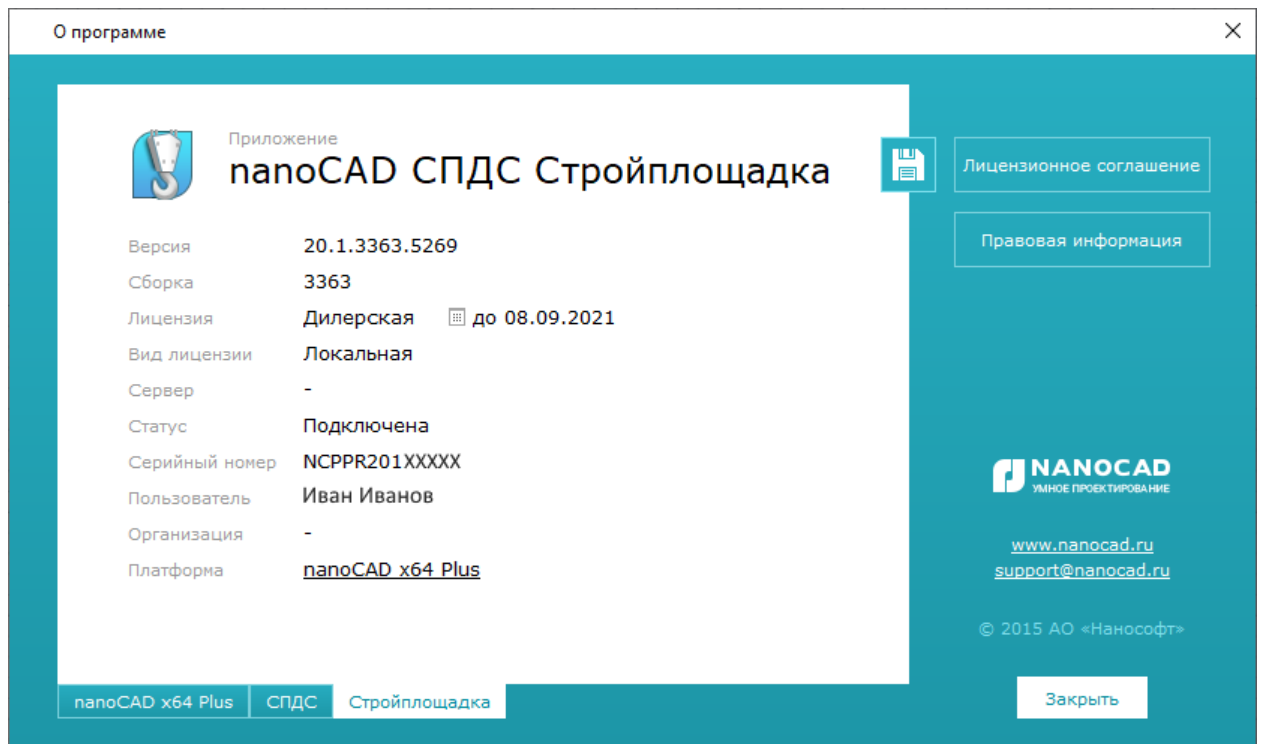 О программе
Приложение
nanoCAD СПДС Стройплощадка
Лицензионное соглашение
Правовая информация
Версия 20.1.3363.5269
Сборка 3363
Лицензия Дилерская до 08.09.2021
Вид лицензии Локальная
Сервер -
Статус Подключена
Серийный номер NCPPR201XXXXX
Пользователь Иван Иванов
Организация -
Платформа nanoCAD x64 Plus
NANOCAD
УМНОЕ ПРОЕКТИРОВАНИЕ
www.nanocad.ru
support@nanocad.ru
© 2015 АО «Нанософт»
nanoCAD x64 Plus СПДС Стройплощадка
Закрыть